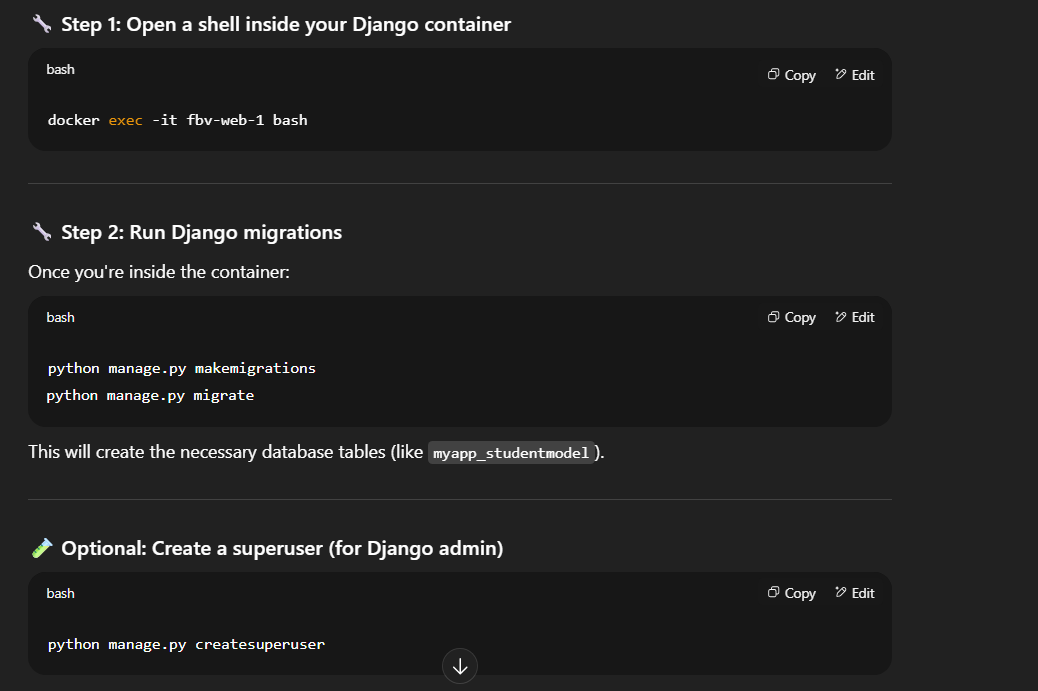 Step 1: Open a shell inside your Django container
bash
Copy Edit
docker exec -it fbv-web-1 bash
Step 2: Run Django migrations
Once you're inside the container:
bash
Copy Edit
python manage.py makemigrations
python manage.py migrate
This will create the necessary database tables (like myapp_studentmodel).
Optional: Create a superuser (for Django admin)
bash
Copy Edit
python manage.py createsuperuser